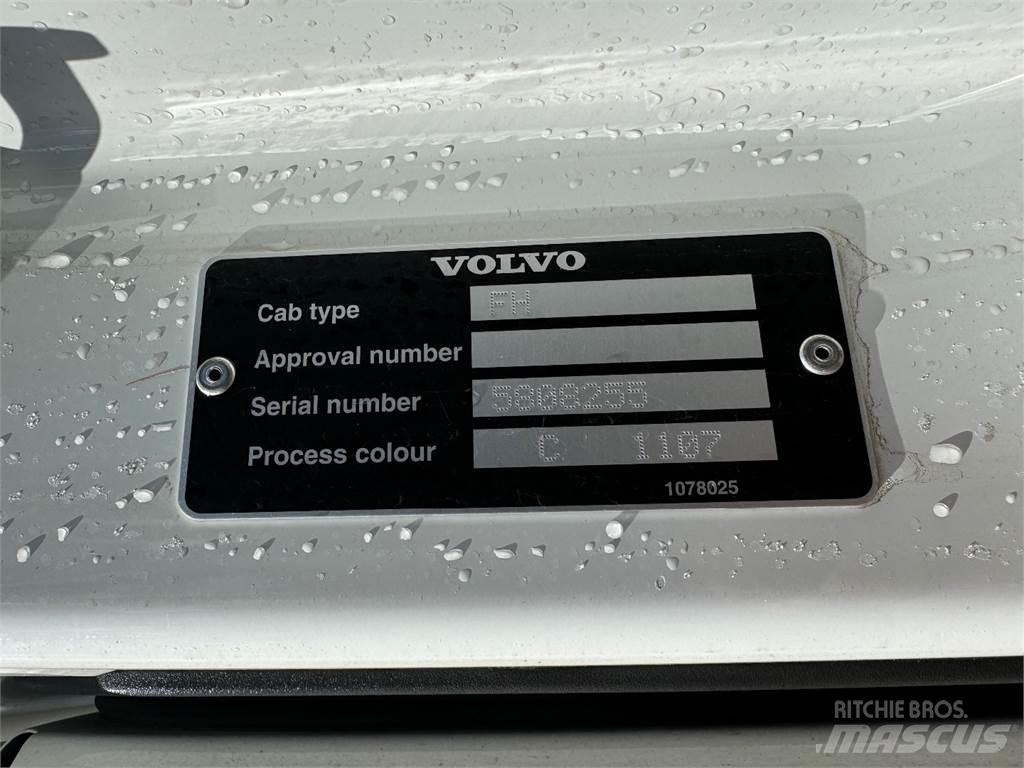 VOLVO
Cab type FH
Approval number
Serial number 5808255
Process colour C 1107
1078025
RITCHIE BROS.
MASCUS